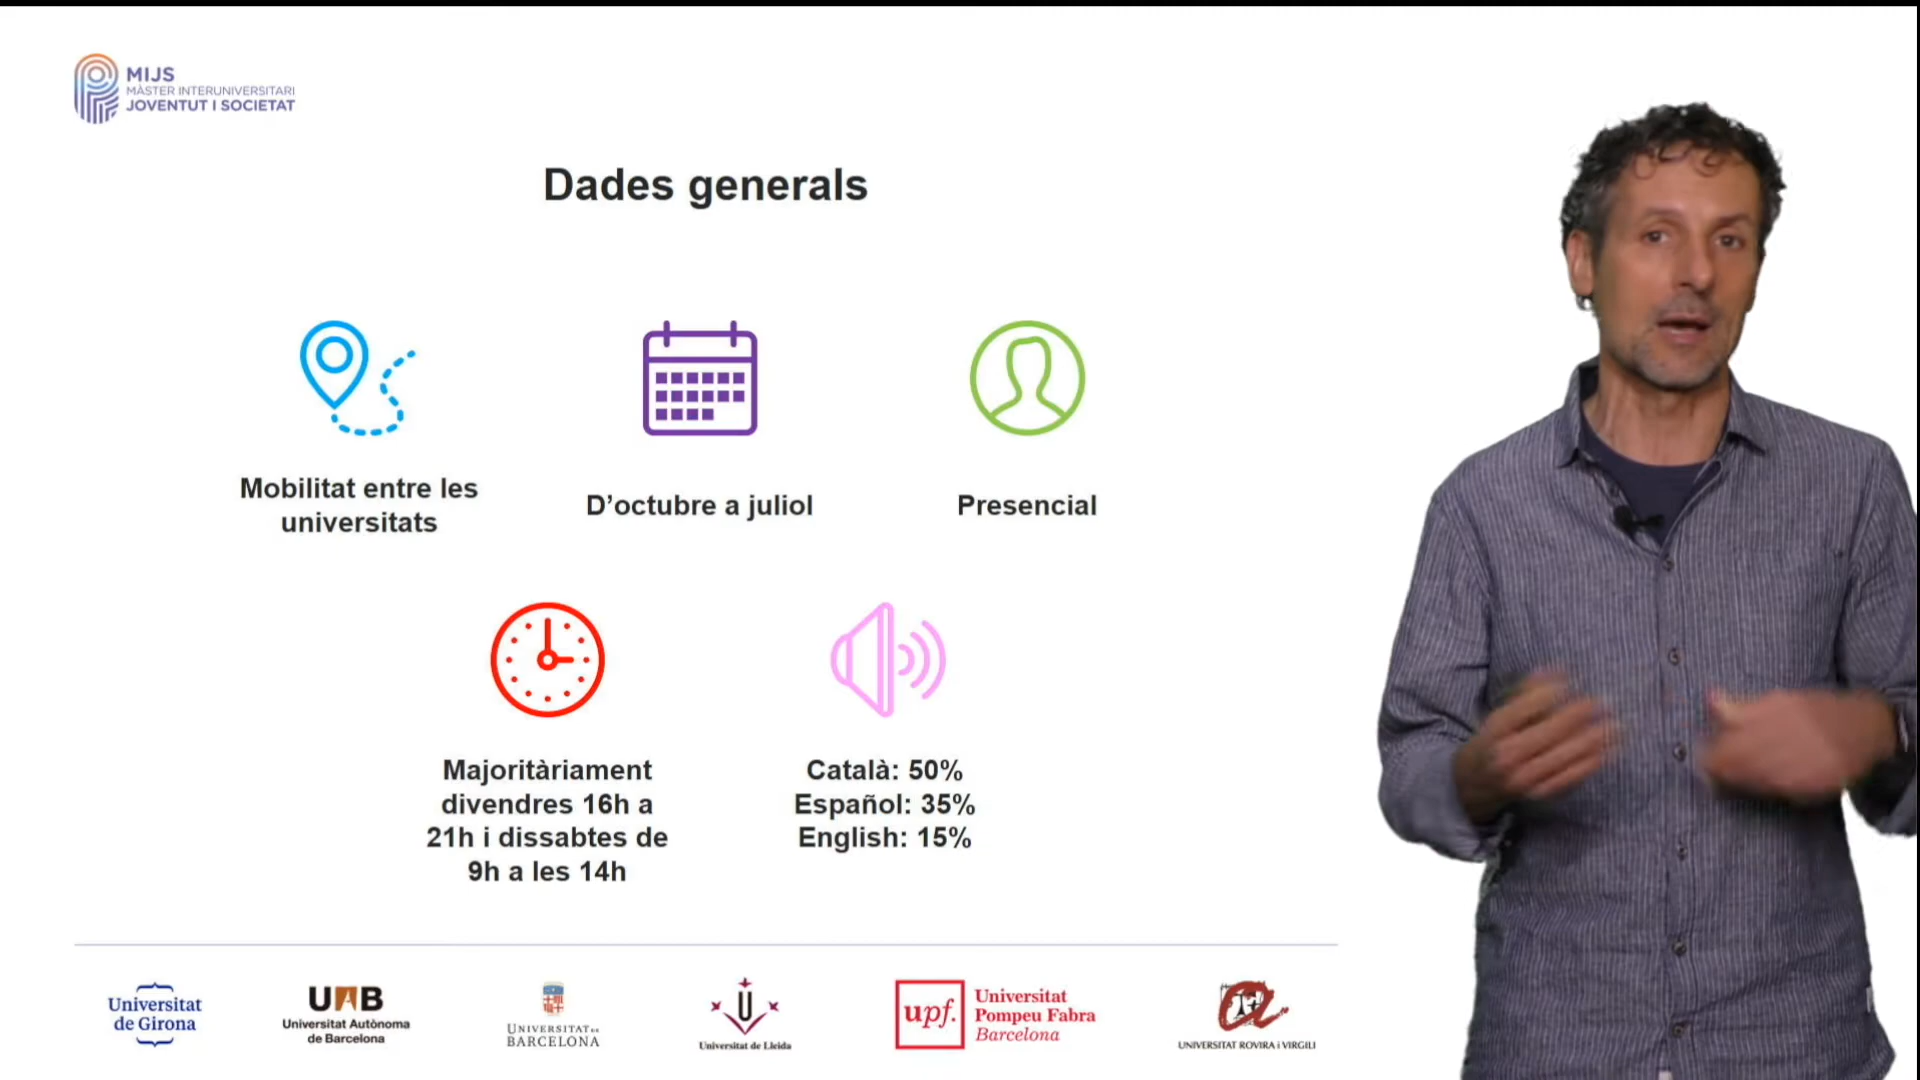 MIJS
MÀSTER INTERUNIVERSITARI
JOVENTUT I SOCIETAT
Dades generals
Mobilitat entre les
universitats
D’octubre a juliol
Presencial
Majoritàriament
divendres 16h a
21h i dissabtes de
9h a les 14h
Català: 50%
Español: 35%
English: 15%
Universitat
de Girona
UAB
Universitat Autònoma
de Barcelona
UNIVERSITAT DE
BARCELONA
U
Universitat de Lleida
upf.
Universitat
Pompeu Fabra
Barcelona
UNIVERSITAT ROVIRA i VIRGILI